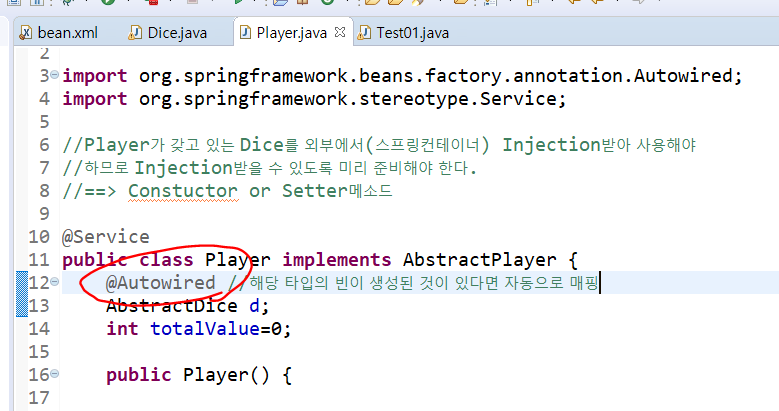 bean.xml Dice.java Player.java Test01.java
2
3 import org.springframework.beans.factory.annotation.Autowired;
4 import org.springframework.stereotype.Service;
5
6 //Player가 갖고 있는 Dice를 외부에서(스프링컨테이너) Injection받아 사용해야
7 //하므로 Injection받을 수 있도록 미리 준비해야 한다.
8 //==> Constuctor or Setter메소드
9
10 @Service
11 public class Player implements AbstractPlayer {
12 @Autowired //해당 타입의 빈이 생성된 것이 있다면 자동으로 매핑
13 AbstractDice d;
14 int totalValue=0;
15
16 public Player() {
17